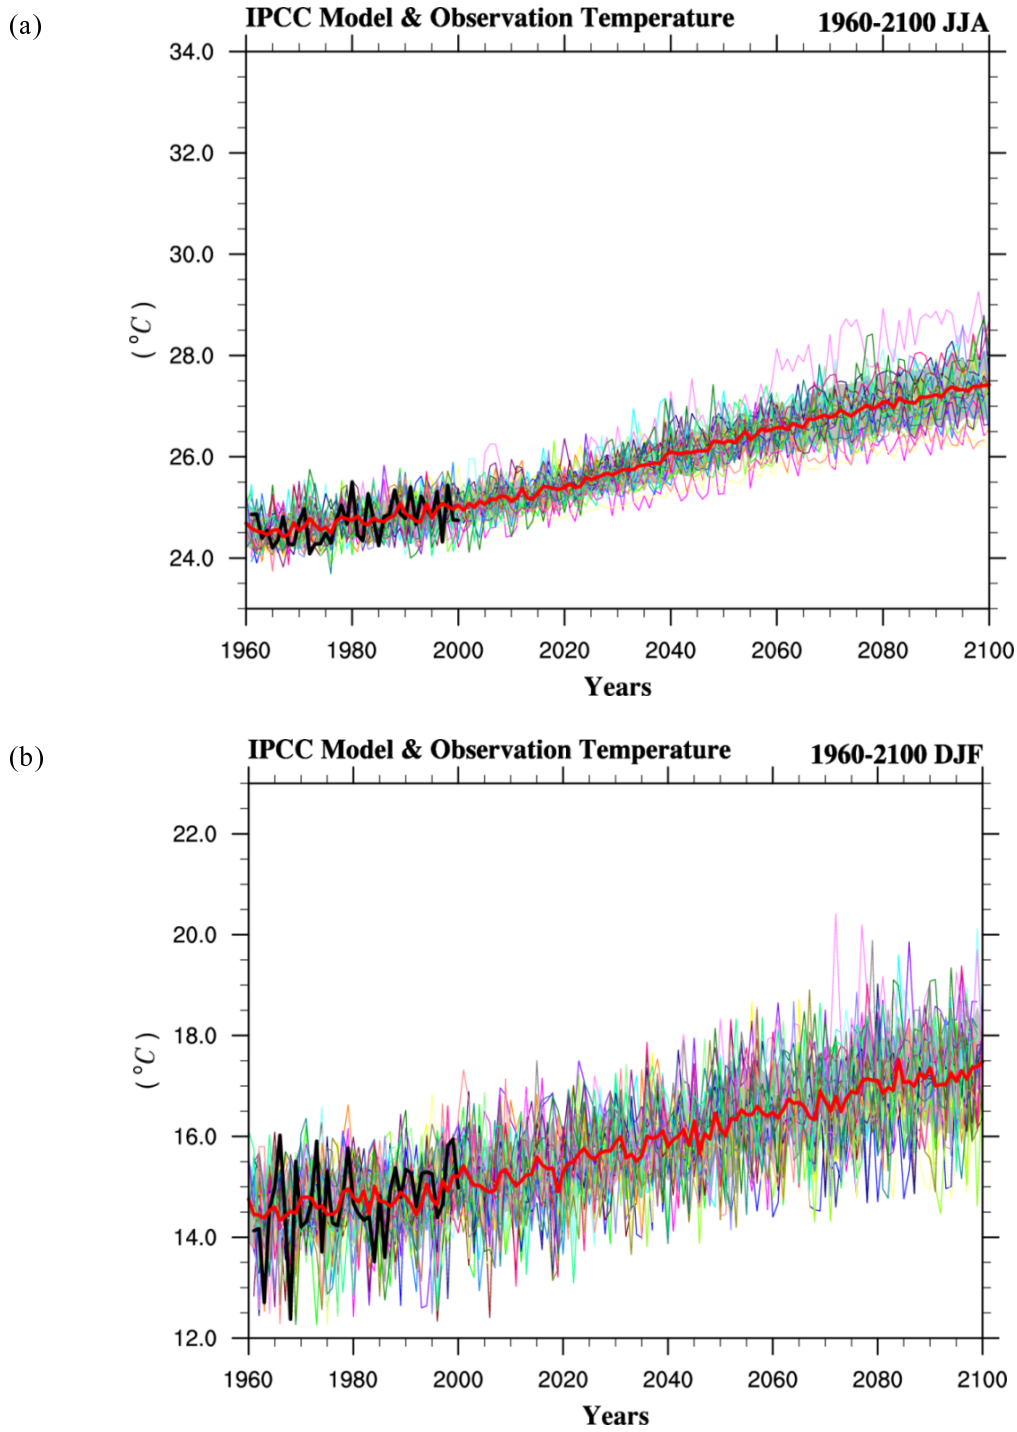 (a)
IPCC Model & Observation Temperature 1960-2100 JJA
34.0
32.0
30.0
28.0
26.0
24.0
(°C)
1960 1980 2000 2020 2040 2060 2080 2100
Years
(b)
IPCC Model & Observation Temperature 1960-2100 DJF
22.0
20.0
18.0
16.0
14.0
12.0
(°C)
1960 1980 2000 2020 2040 2060 2080 2100
Years